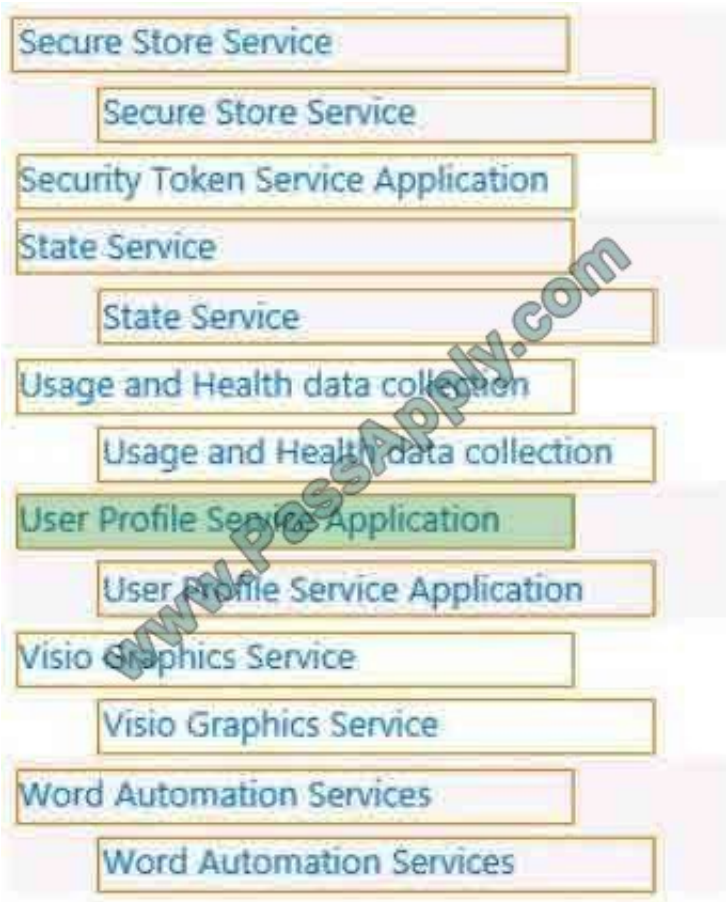 Secure Store Service
Secure Store Service
Security Token Service Application
State Service
State Service
Usage and Health data collection
Usage and Health data collection
User Profile Service Application
User Profile Service Application
Visio Graphics Service
Visio Graphics Service
Word Automation Services
Word Automation Services
www.PassApply.com